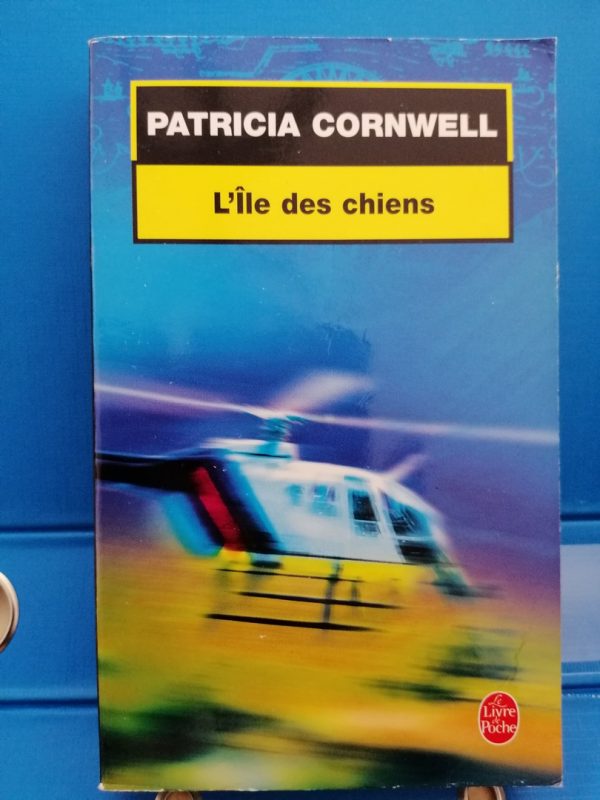 PATRICIA CORNWELL
L'Île des chiens
Le
Livre
de
Poche